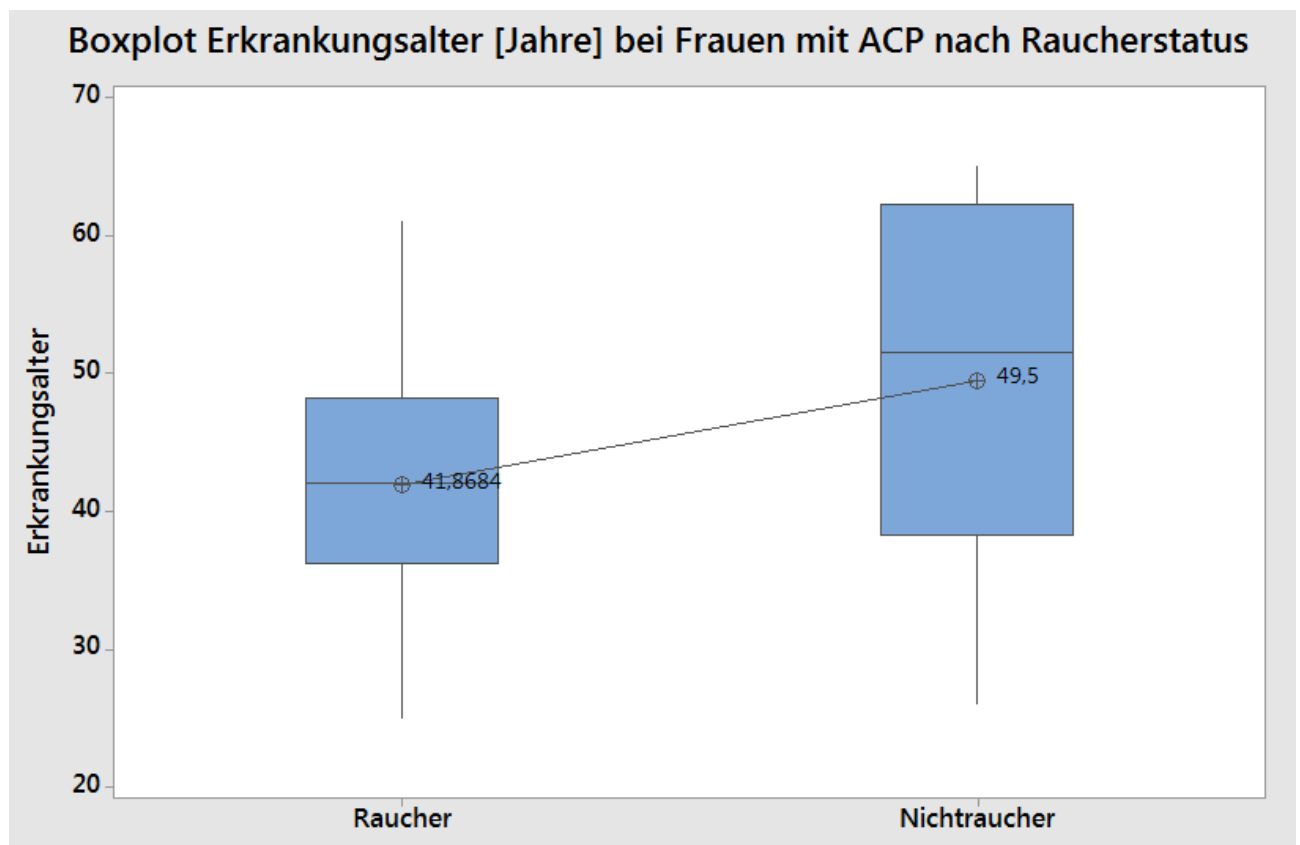 Boxplot Erkrankungsalter [Jahre] bei Frauen mit ACP nach Raucherstatus
70
60
50
40
30
20
Erkrankungsalter
41,8684
49,5
Raucher
Nichtraucher